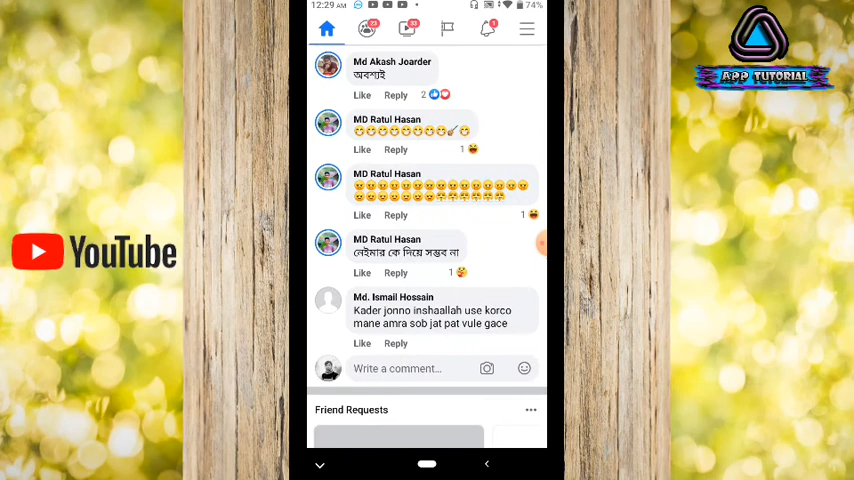 12:29 AM
74%
23
33
1
Md Akash Joarder
অবশ্যই
Like Reply 2
MD Ratul Hasan
😁😁😁😁😁😁😁😁🪕😁
Like Reply 1
MD Ratul Hasan
Like Reply 1
MD Ratul Hasan
নেইমার কে দিয়ে সম্ভব না
Like Reply 1
Md. Ismail Hossain
Kader jonno inshaallah use korco
mane amra sob jat pat vule gace
Like Reply
Write a comment...
Friend Requests
YouTube
APP TUTORIAL